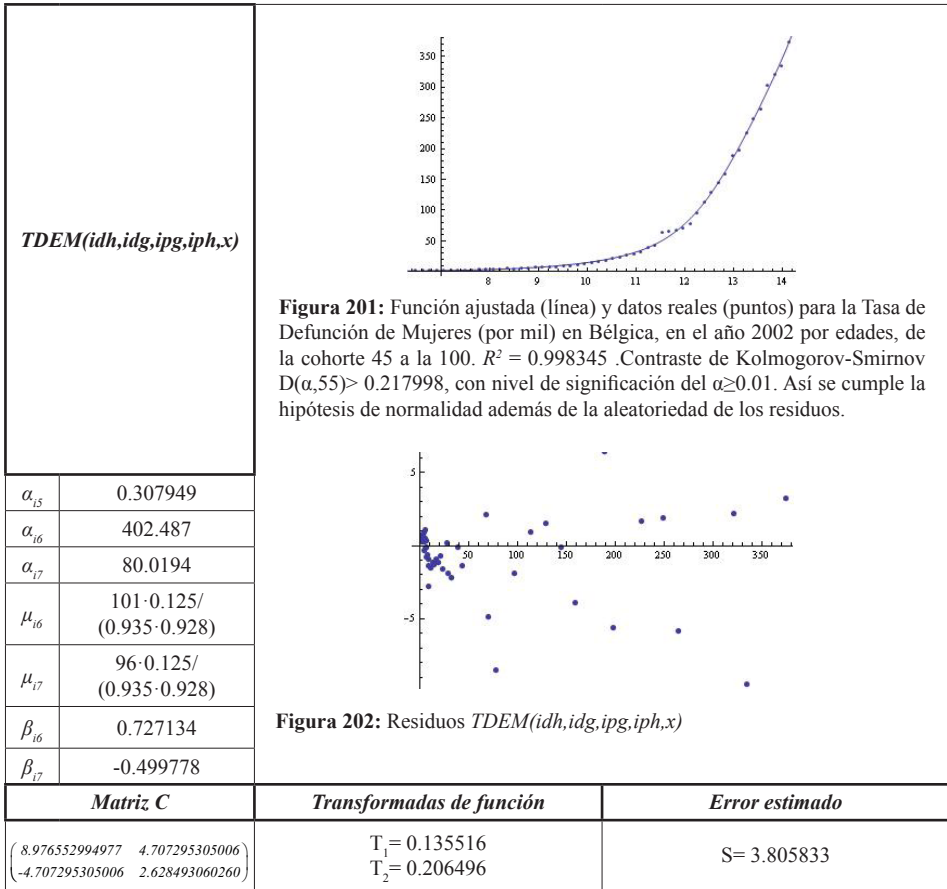 TDEM(idh,idg,ipg,iph,x)
350
300
250
200
150
100
50
8 9 10 11 12 13 14
Figura 201: Función ajustada (línea) y datos reales (puntos) para la Tasa de
Defunción de Mujeres (por mil) en Bélgica, en el año 2002 por edades, de
la cohorte 45 a la 100. R² = 0.998345 .Contraste de Kolmogorov-Smirnov
D(α,55)> 0.217998, con nivel de significación del α≥0.01. Así se cumple la
hipótesis de normalidad además de la aleatoriedad de los residuos.
5
50 100 150 200 250 300 350
-5
Figura 202: Residuos TDEM(idh,idg,ipg,iph,x)
αi5 0.307949
αi6 402.487
αi7 80.0194
μi6 101·0.125/
(0.935·0.928)
μi7 96·0.125/
(0.935·0.928)
βi6 0.727134
βi7 -0.499778
Matriz C Transformadas de función Error estimado
8.976552994977 4.707295305006
-4.707295305006 2.628493060260
T1= 0.135516
T2= 0.206496
S= 3.805833